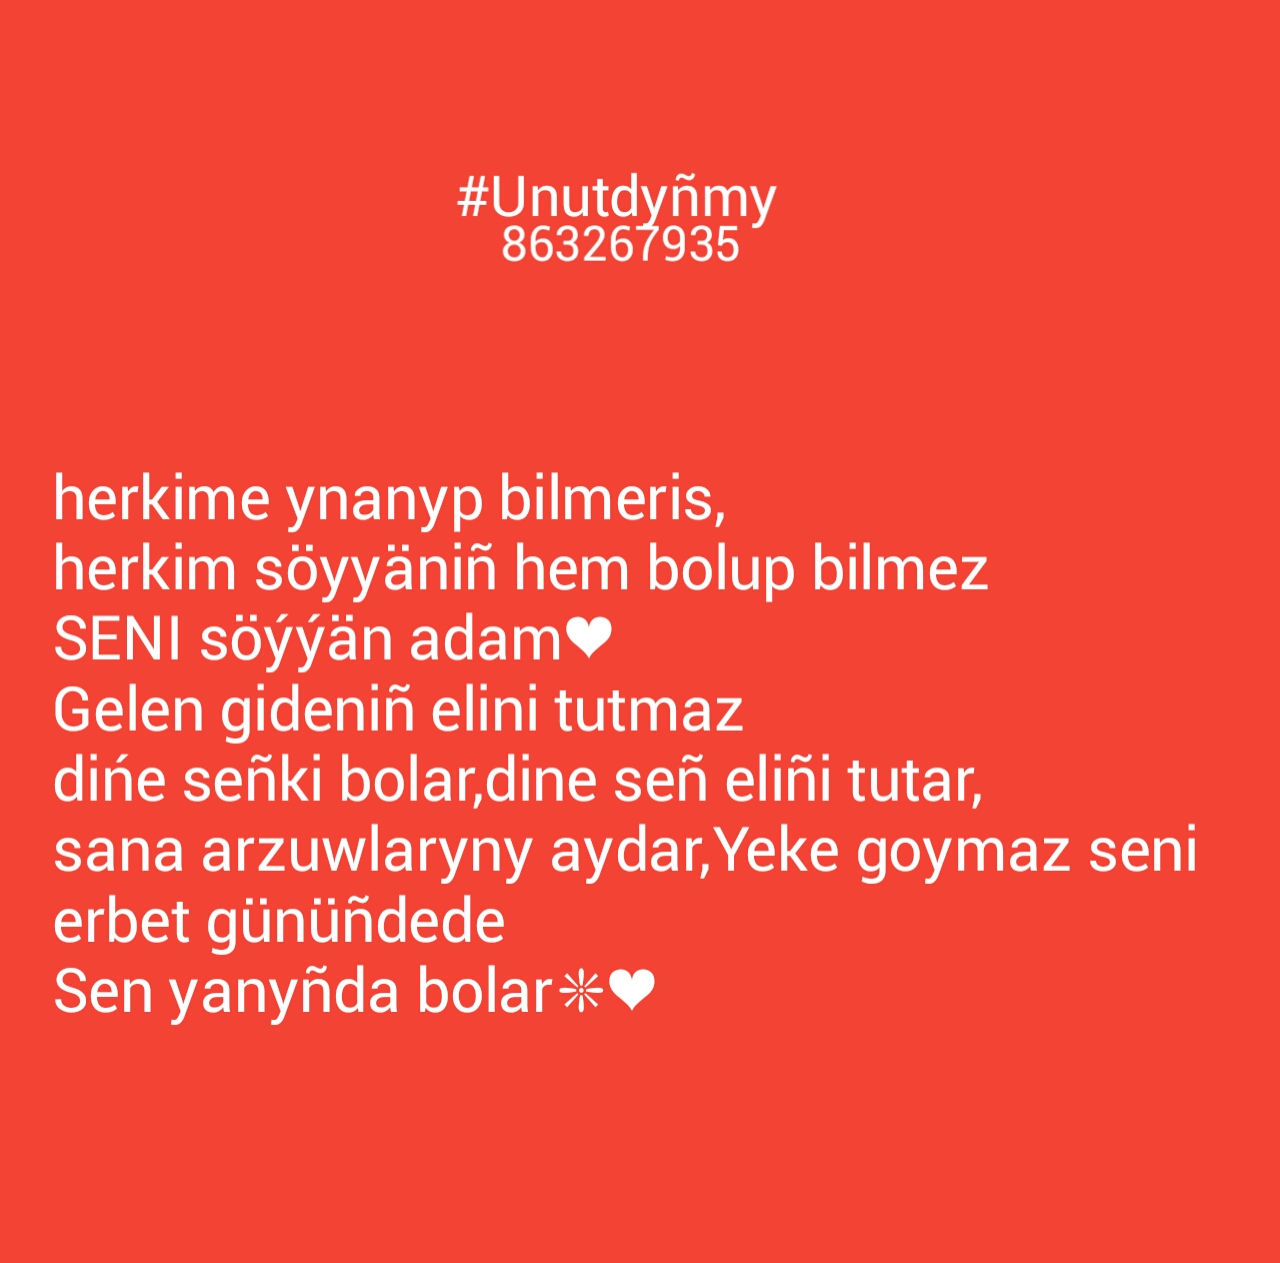 #Unutdyñmy
863267935
herkime ynanyp bilmeris,
herkim söyyäniñ hem bolup bilmez
SENI söýýän adam❤
Gelen gideniñ elini tutmaz
dińe señki bolar,dine señ eliñi tutar,
sana arzuwlaryny aydar,Yeke goymaz seni
erbet günüñdede
Sen yanyñda bolar❊❤